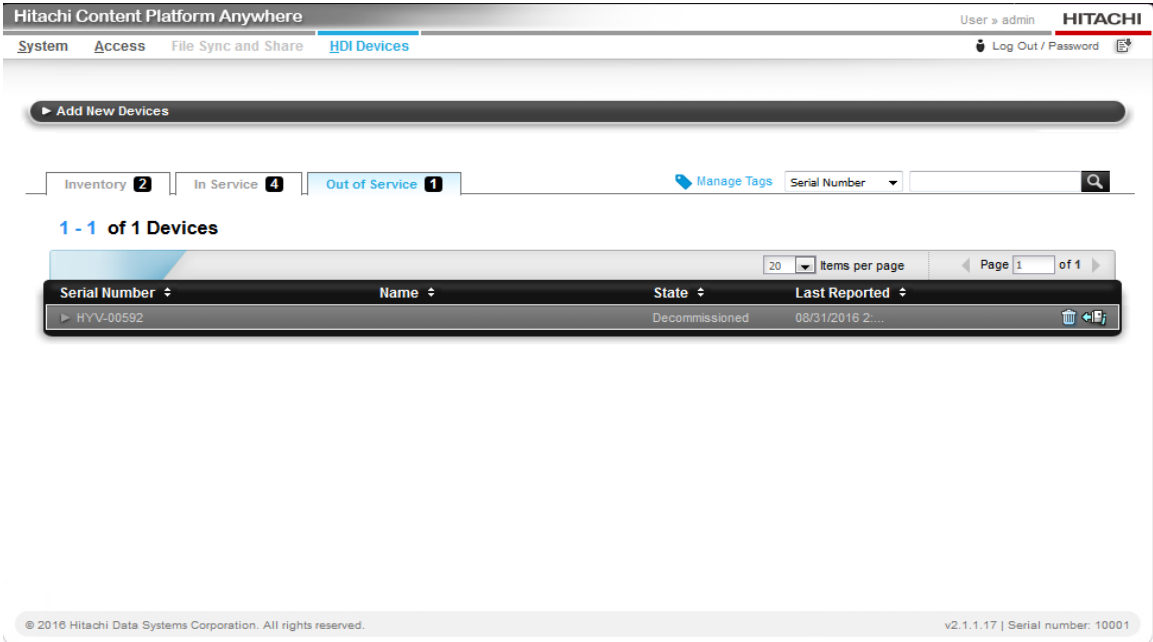 Hitachi Content Platform Anywhere
User » admin
HITACHI
System Access File Sync and Share HDI Devices
Log Out / Password
Add New Devices
Inventory 2 In Service 4 Out of Service 1
Manage Tags Serial Number
1 - 1 of 1 Devices
20 Items per page Page 1 of 1
Serial Number Name State Last Reported
HYV-00592 Decommissioned 08/31/2016 2:...
© 2016 Hitachi Data Systems Corporation. All rights reserved.
v2.1.1.17 | Serial number: 10001